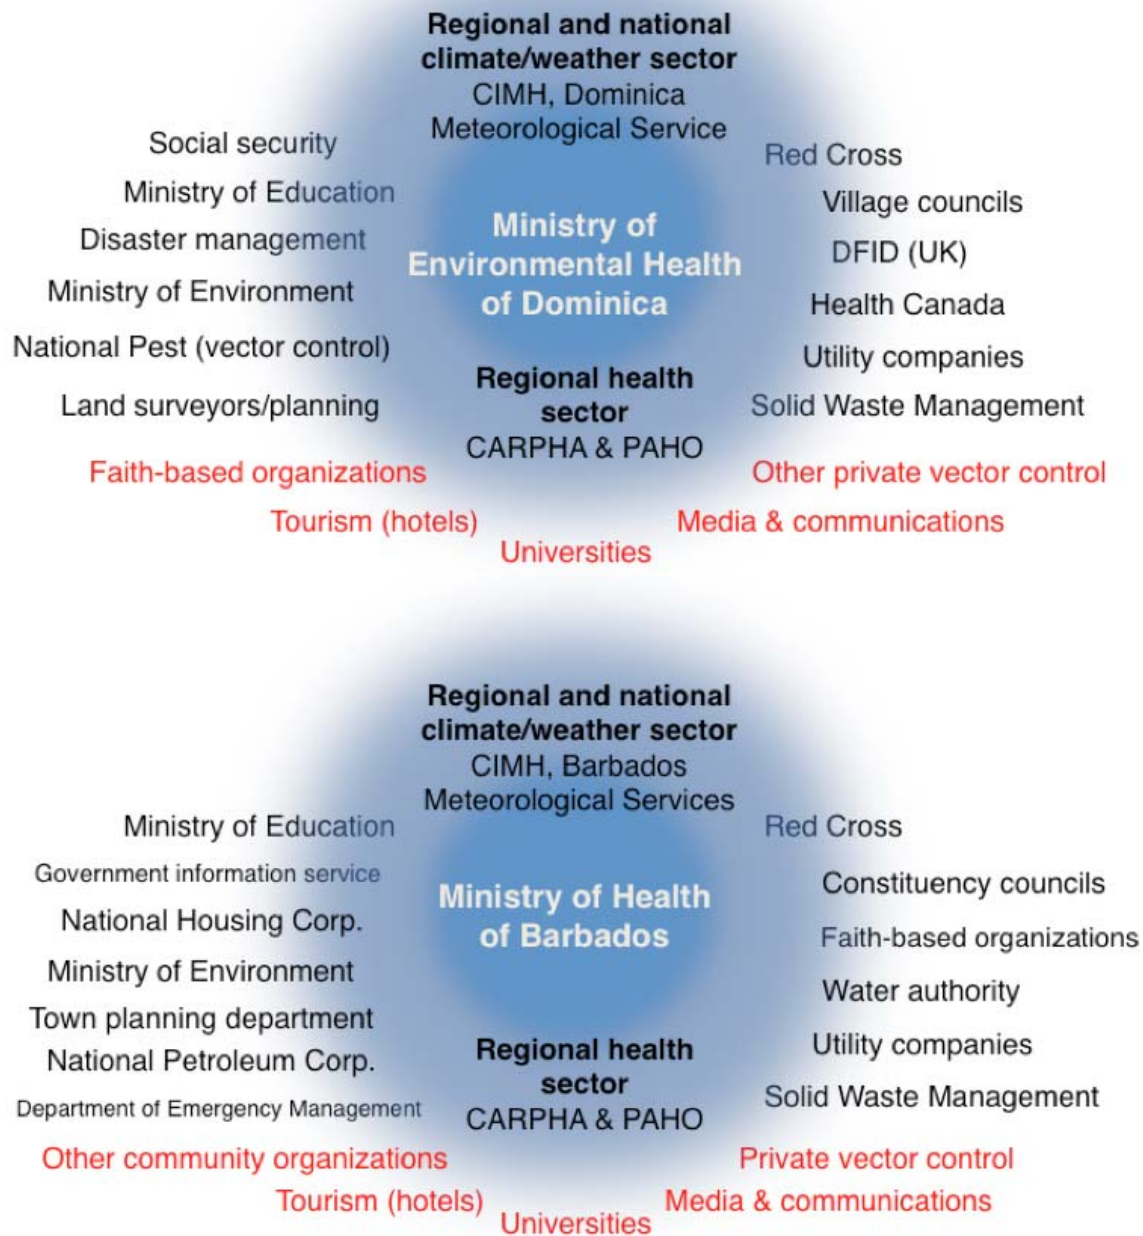 Regional and national
climate/weather sector
CIMH, Dominica
Meteorological Service
Social security
Ministry of Education
Disaster management
Ministry of Environment
National Pest (vector control)
Land surveyors/planning
Ministry of
Environmental Health
of Dominica
Regional health
sector
CARPHA & PAHO
Red Cross
Village councils
DFID (UK)
Health Canada
Utility companies
Solid Waste Management
Faith-based organizations
Tourism (hotels)
Universities
Media & communications
Other private vector control
Regional and national
climate/weather sector
CIMH, Barbados
Meteorological Services
Ministry of Education
Government information service
National Housing Corp.
Ministry of Environment
Town planning department
National Petroleum Corp.
Department of Emergency Management
Ministry of Health
of Barbados
Regional health
sector
CARPHA & PAHO
Red Cross
Constituency councils
Faith-based organizations
Water authority
Utility companies
Solid Waste Management
Other community organizations
Tourism (hotels)
Universities
Media & communications
Private vector control